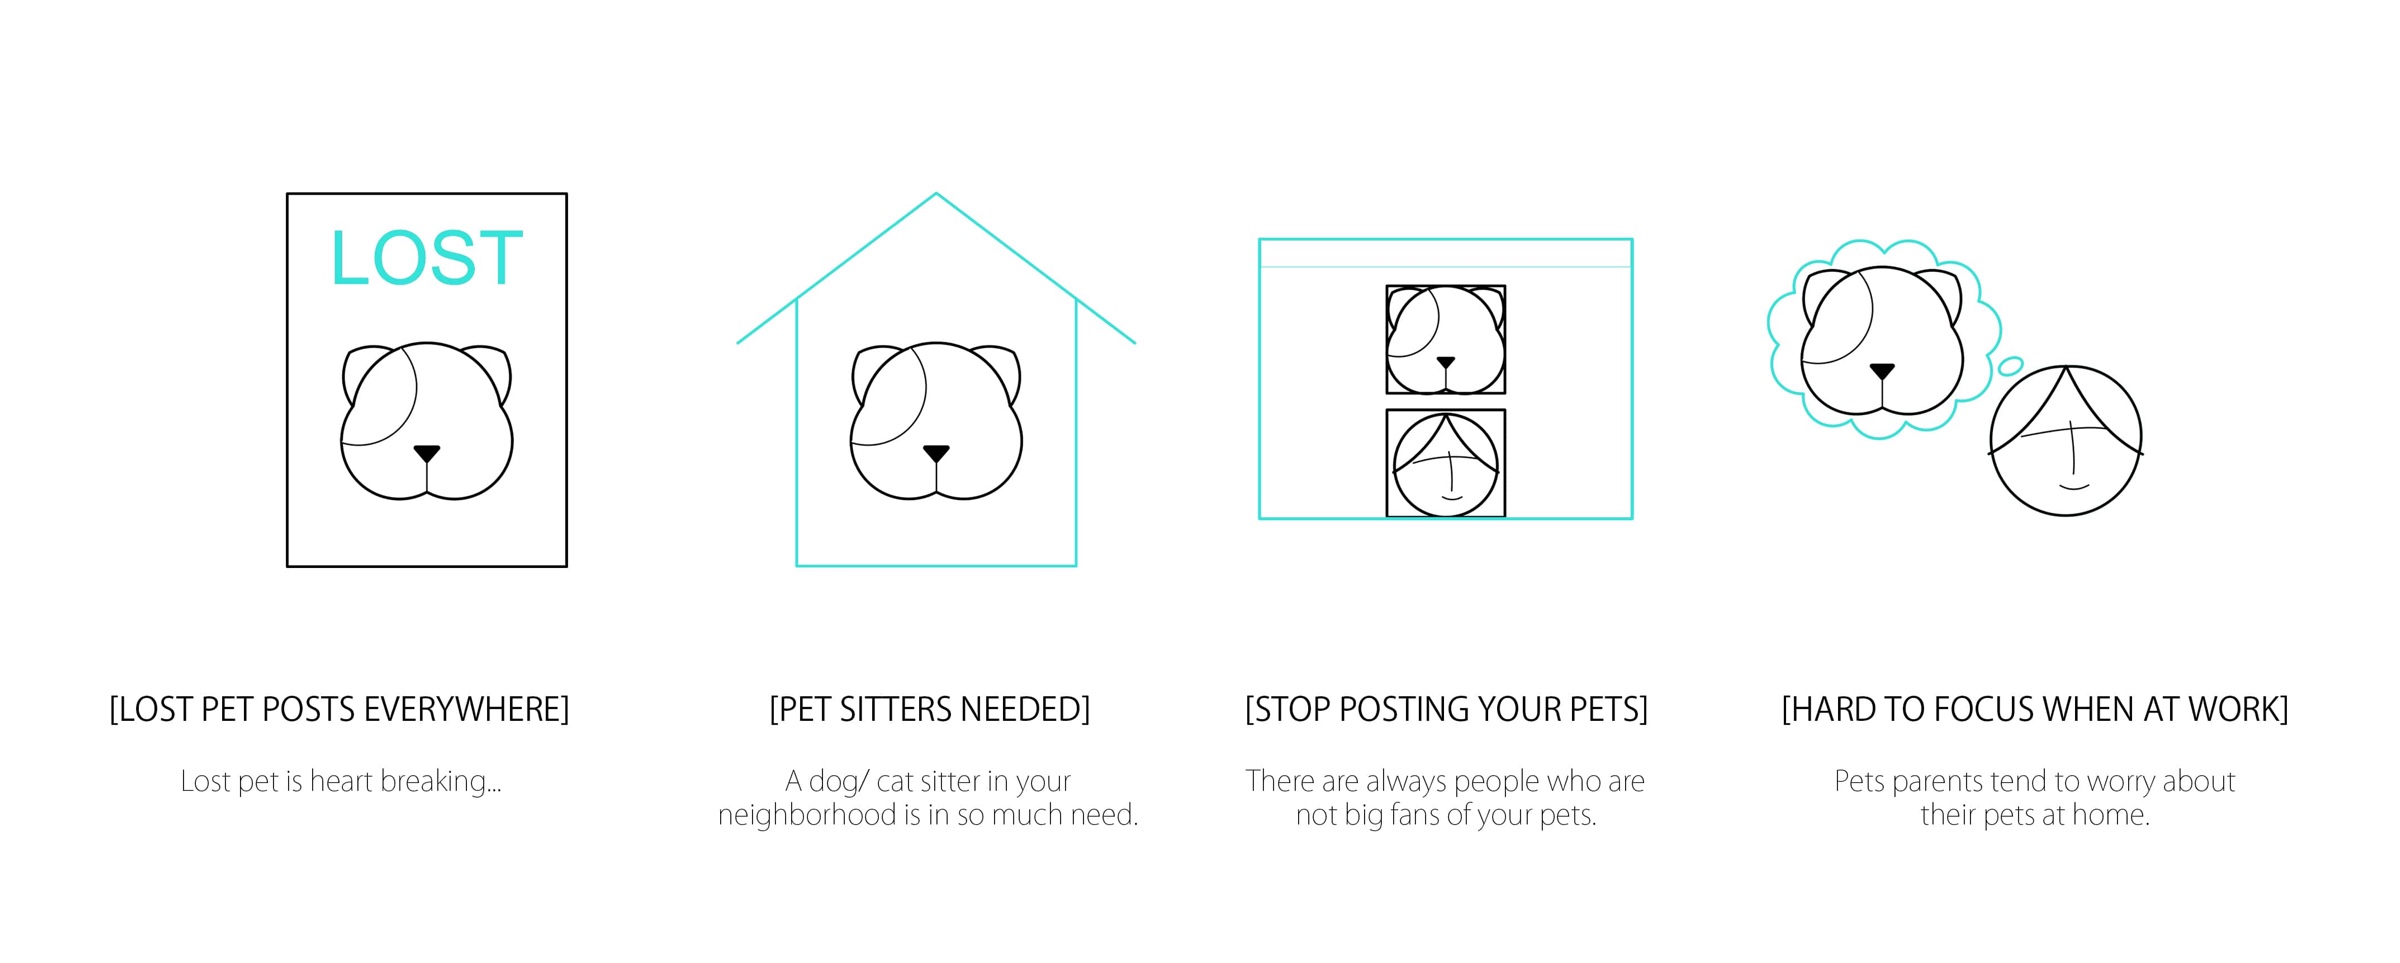 LOST
[LOST PET POSTS EVERYWHERE]
Lost pet is heart breaking...
[PET SITTERS NEEDED]
A dog/ cat sitter in your
neighborhood is in so much need.
[STOP POSTING YOUR PETS]
There are always people who are
not big fans of your pets.
[HARD TO FOCUS WHEN AT WORK]
Pets parents tend to worry about
their pets at home.